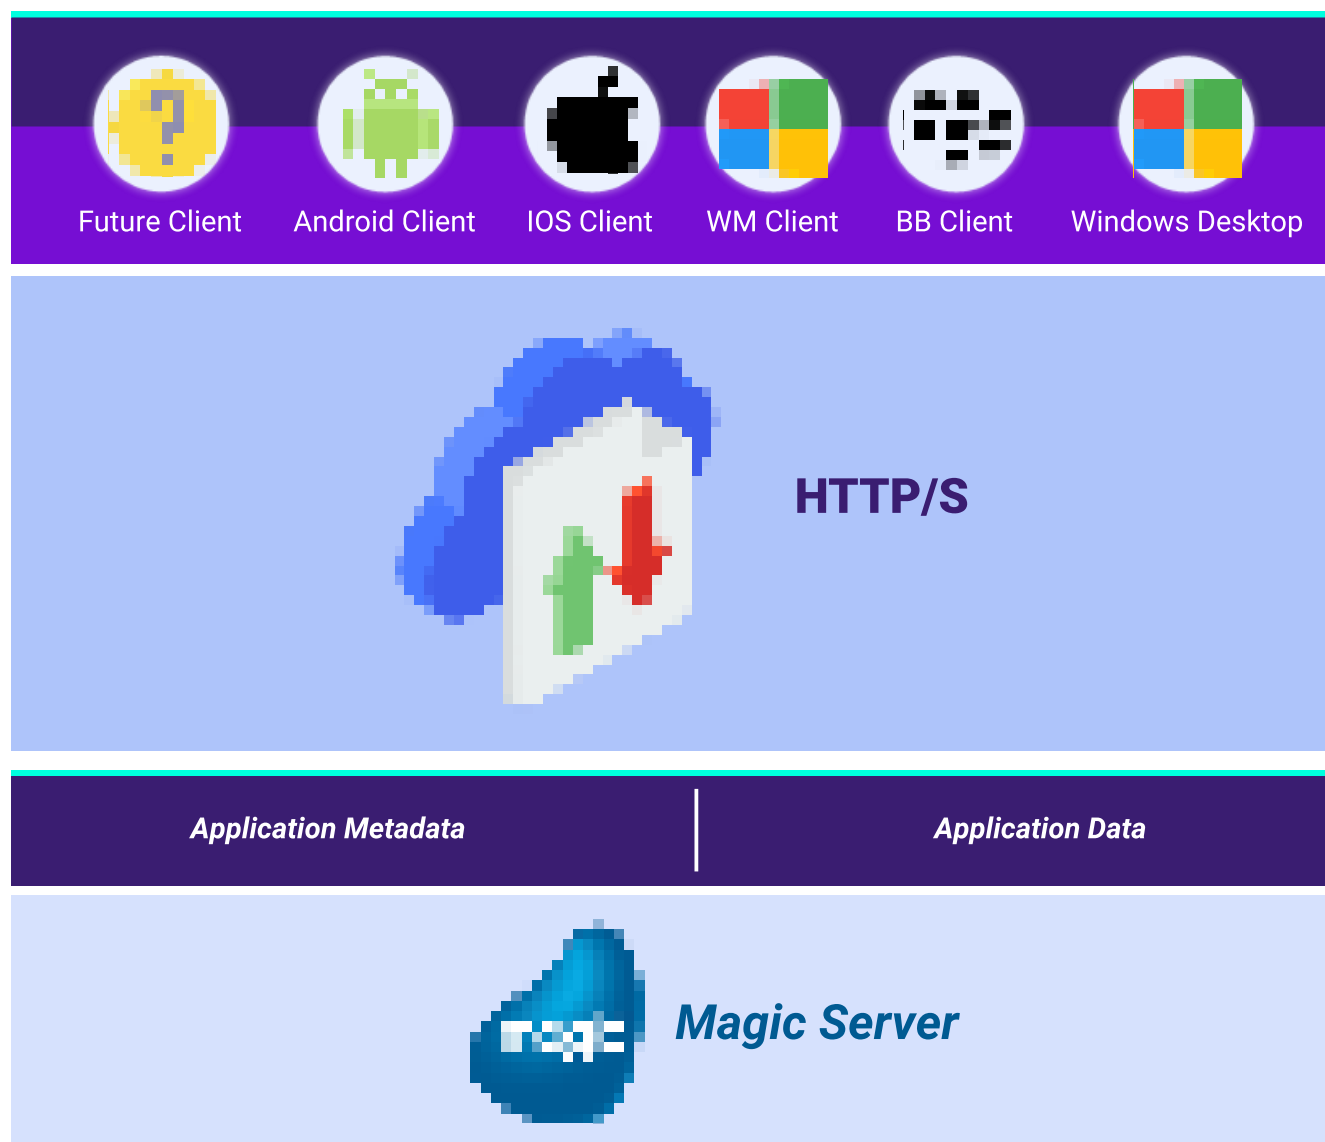 Future Client Android Client IOS Client WM Client BB Client Windows Desktop
HTTP/S
Application Metadata Application Data
Magic Server